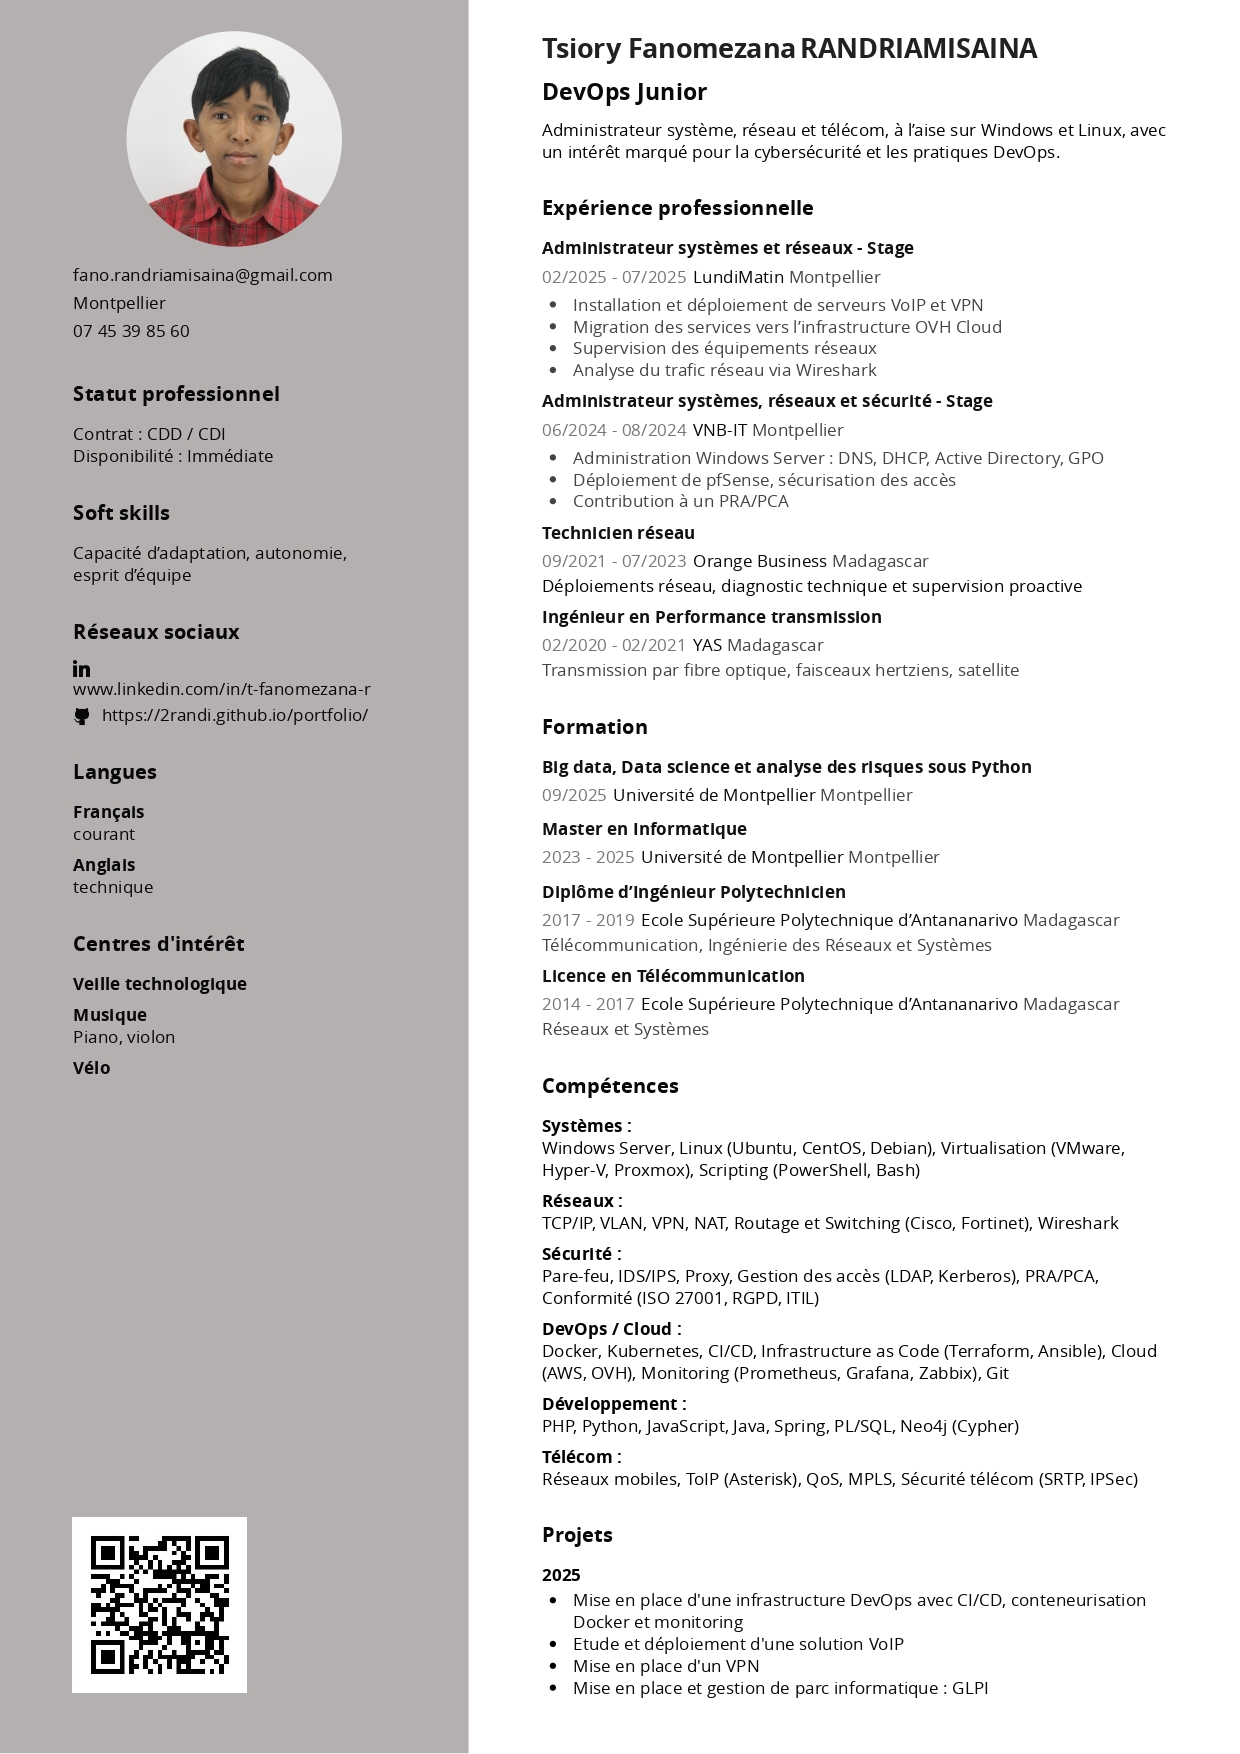 fano.randriamisaina@gmail.com
Montpellier
07 45 39 85 60
Statut professionnel
Contrat : CDD / CDI
Disponibilité : Immédiate
Soft skills
Capacité d’adaptation, autonomie,
esprit d’équipe
Réseaux sociaux
www.linkedin.com/in/t-fanomezana-r
https://2randi.github.io/portfolio/
Langues
Français
courant
Anglais
technique
Centres d'intérêt
Veille technologique
Musique
Piano, violon
Vélo
Tsiory Fanomezana RANDRIAMISAINA
DevOps Junior
Administrateur système, réseau et télécom, à l’aise sur Windows et Linux, avec
un intérêt marqué pour la cybersécurité et les pratiques DevOps.
Expérience professionnelle
Administrateur systèmes et réseaux - Stage
02/2025 - 07/2025 LundiMatin Montpellier
• Installation et déploiement de serveurs VoIP et VPN
• Migration des services vers l’infrastructure OVH Cloud
• Supervision des équipements réseaux
• Analyse du trafic réseau via Wireshark
Administrateur systèmes, réseaux et sécurité - Stage
06/2024 - 08/2024 VNB-IT Montpellier
• Administration Windows Server : DNS, DHCP, Active Directory, GPO
• Déploiement de pfSense, sécurisation des accès
• Contribution à un PRA/PCA
Technicien réseau
09/2021 - 07/2023 Orange Business Madagascar
Déploiements réseau, diagnostic technique et supervision proactive
Ingénieur en Performance transmission
02/2020 - 02/2021 YAS Madagascar
Transmission par fibre optique, faisceaux hertziens, satellite
Formation
Big data, Data science et analyse des risques sous Python
09/2025 Université de Montpellier Montpellier
Master en Informatique
2023 - 2025 Université de Montpellier Montpellier
Diplôme d’Ingénieur Polytechnicien
2017 - 2019 Ecole Supérieure Polytechnique d’Antananarivo Madagascar
Télécommunication, Ingénierie des Réseaux et Systèmes
Licence en Télécommunication
2014 - 2017 Ecole Supérieure Polytechnique d’Antananarivo Madagascar
Réseaux et Systèmes
Compétences
Systèmes :
Windows Server, Linux (Ubuntu, CentOS, Debian), Virtualisation (VMware,
Hyper-V, Proxmox), Scripting (PowerShell, Bash)
Réseaux :
TCP/IP, VLAN, VPN, NAT, Routage et Switching (Cisco, Fortinet), Wireshark
Sécurité :
Pare-feu, IDS/IPS, Proxy, Gestion des accès (LDAP, Kerberos), PRA/PCA,
Conformité (ISO 27001, RGPD, ITIL)
DevOps / Cloud :
Docker, Kubernetes, CI/CD, Infrastructure as Code (Terraform, Ansible), Cloud
(AWS, OVH), Monitoring (Prometheus, Grafana, Zabbix), Git
Développement :
PHP, Python, JavaScript, Java, Spring, PL/SQL, Neo4j (Cypher)
Télécom :
Réseaux mobiles, ToIP (Asterisk), QoS, MPLS, Sécurité télécom (SRTP, IPSec)
Projets
2025
• Mise en place d'une infrastructure DevOps avec CI/CD, conteneurisation
Docker et monitoring
• Etude et déploiement d'une solution VoIP
• Mise en place d'un VPN
• Mise en place et gestion de parc informatique : GLPI